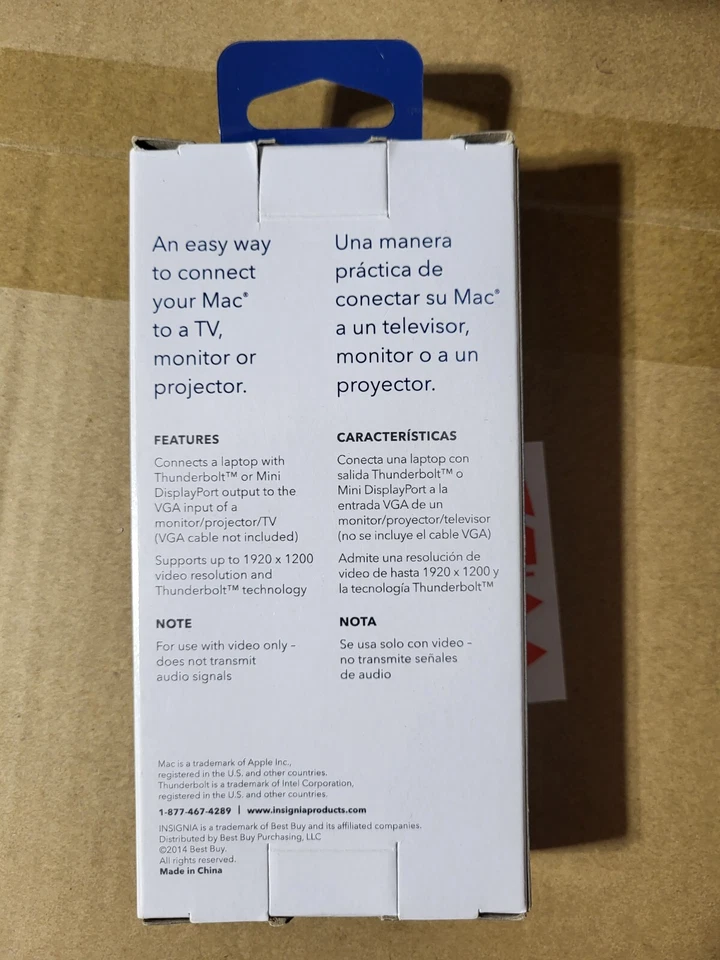 An easy way
to connect
your Mac®
to a TV,
monitor or
projector.
Una manera
práctica de
conectar su Mac®
a un televisor,
monitor o a un
proyector.
FEATURES
Connects a laptop with
Thunderbolt™ or Mini
DisplayPort output to the
VGA input of a
monitor/projector/TV
(VGA cable not included)
Supports up to 1920 x 1200
video resolution and
Thunderbolt™ technology
NOTE
For use with video only –
does not transmit
audio signals
CARACTERÍSTICAS
Conecta una laptop con
salida Thunderbolt™ o
Mini DisplayPort a la
entrada VGA de un
monitor/proyector/televisor
(no se incluye el cable VGA)
Admite una resolución de
video de hasta 1920 x 1200 y
la tecnología Thunderbolt™
NOTA
Se usa solo con video –
no transmite señales
de audio
Mac is a trademark of Apple Inc.,
registered in the U.S. and other countries.
Thunderbolt is a trademark of Intel Corporation,
registered in the U.S. and other countries.
1-877-467-4289 | www.insigniaproducts.com
INSIGNIA is a trademark of Best Buy and its affiliated companies.
Distributed by Best Buy Purchasing, LLC
©2014 Best Buy.
All rights reserved.
Made in China